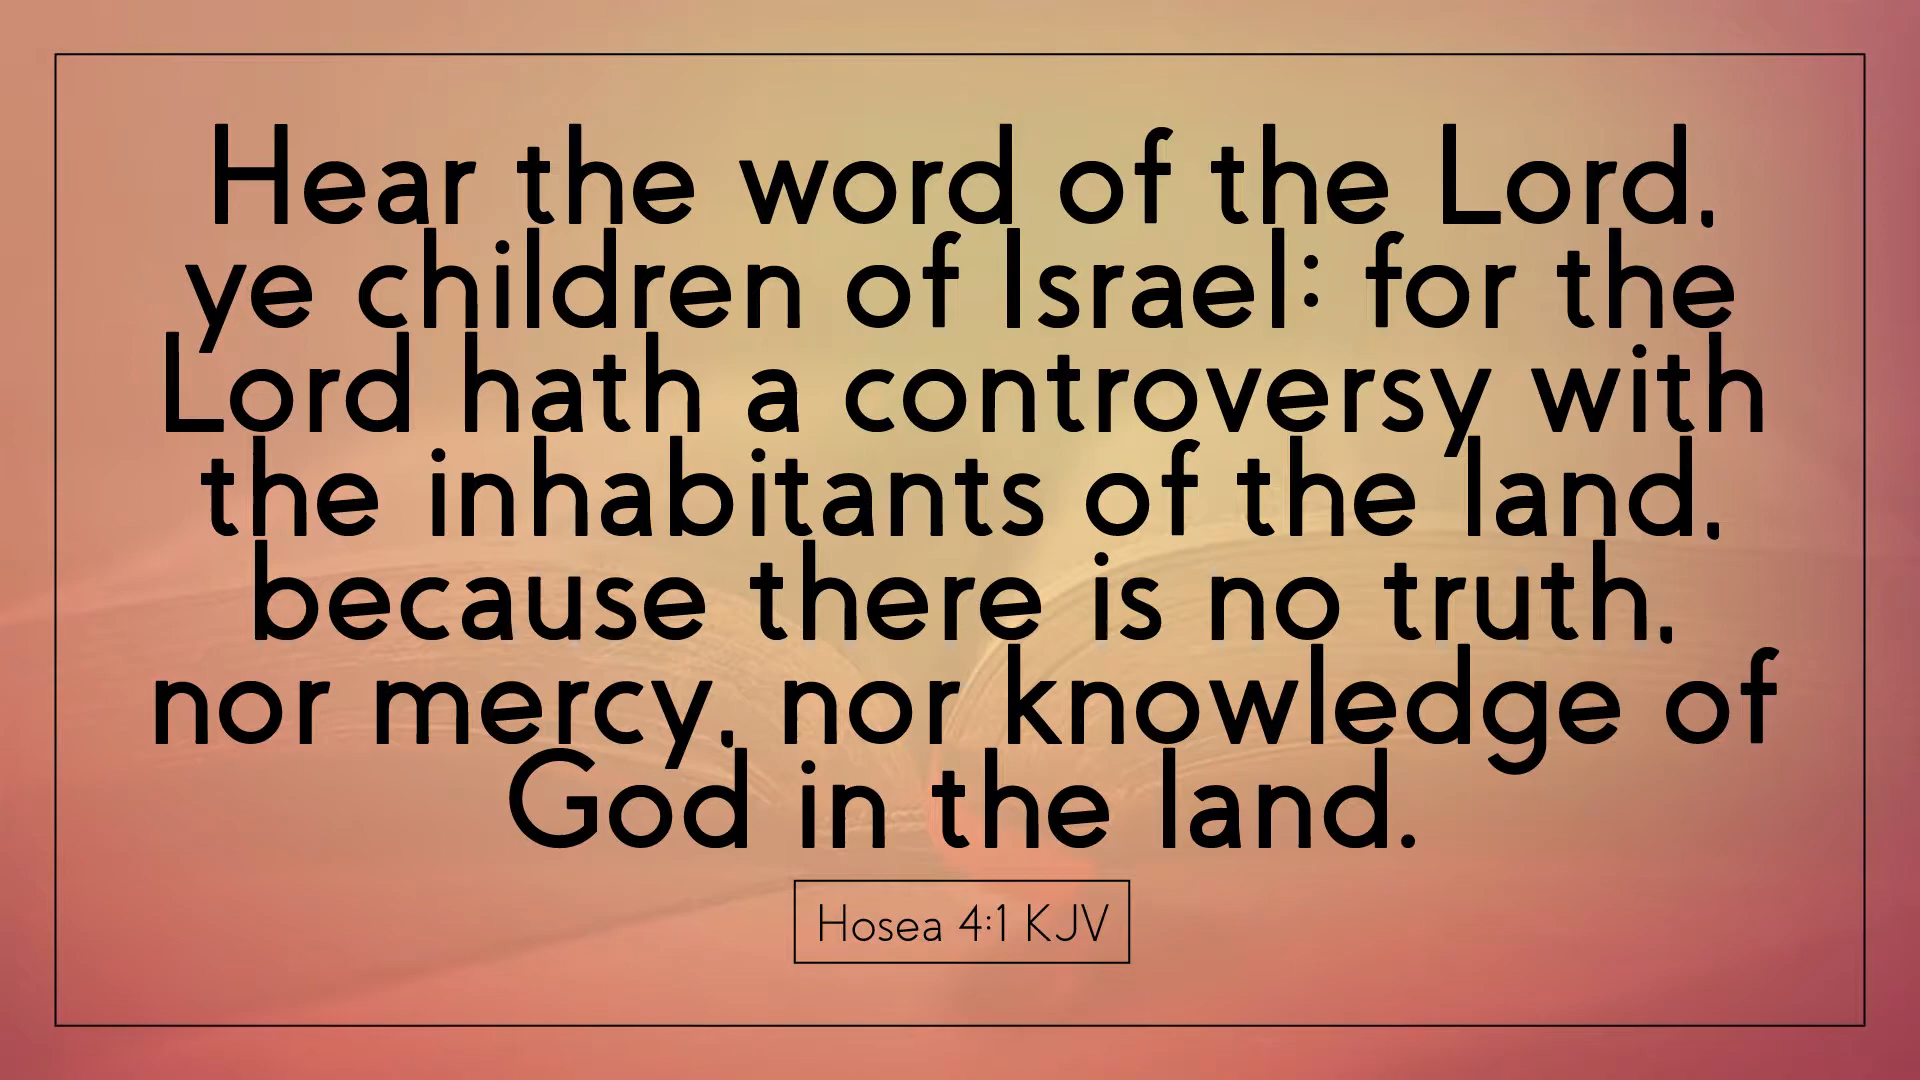 Hear the word of the Lord,
ye children of Israel: for the
Lord hath a controversy with
the inhabitants of the land,
because there is no truth,
nor mercy, nor knowledge of
God in the land.
Hosea 4:1 KJV